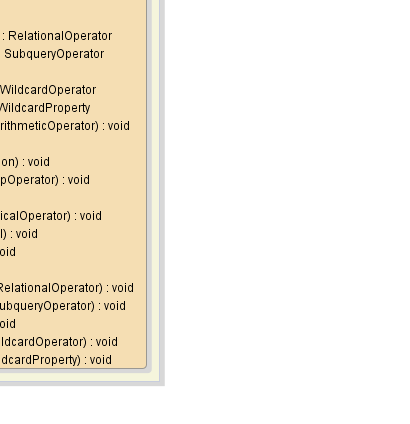 : RelationalOperator
SubqueryOperator
WildcardOperator
WildcardProperty
rithmeticOperator) : void
on) : void
pOperator) : void
icalOperator) : void
l) : void
oid
RelationalOperator) : void
ubqueryOperator) : void
oid
ldcardOperator) : void
dcardProperty) : void